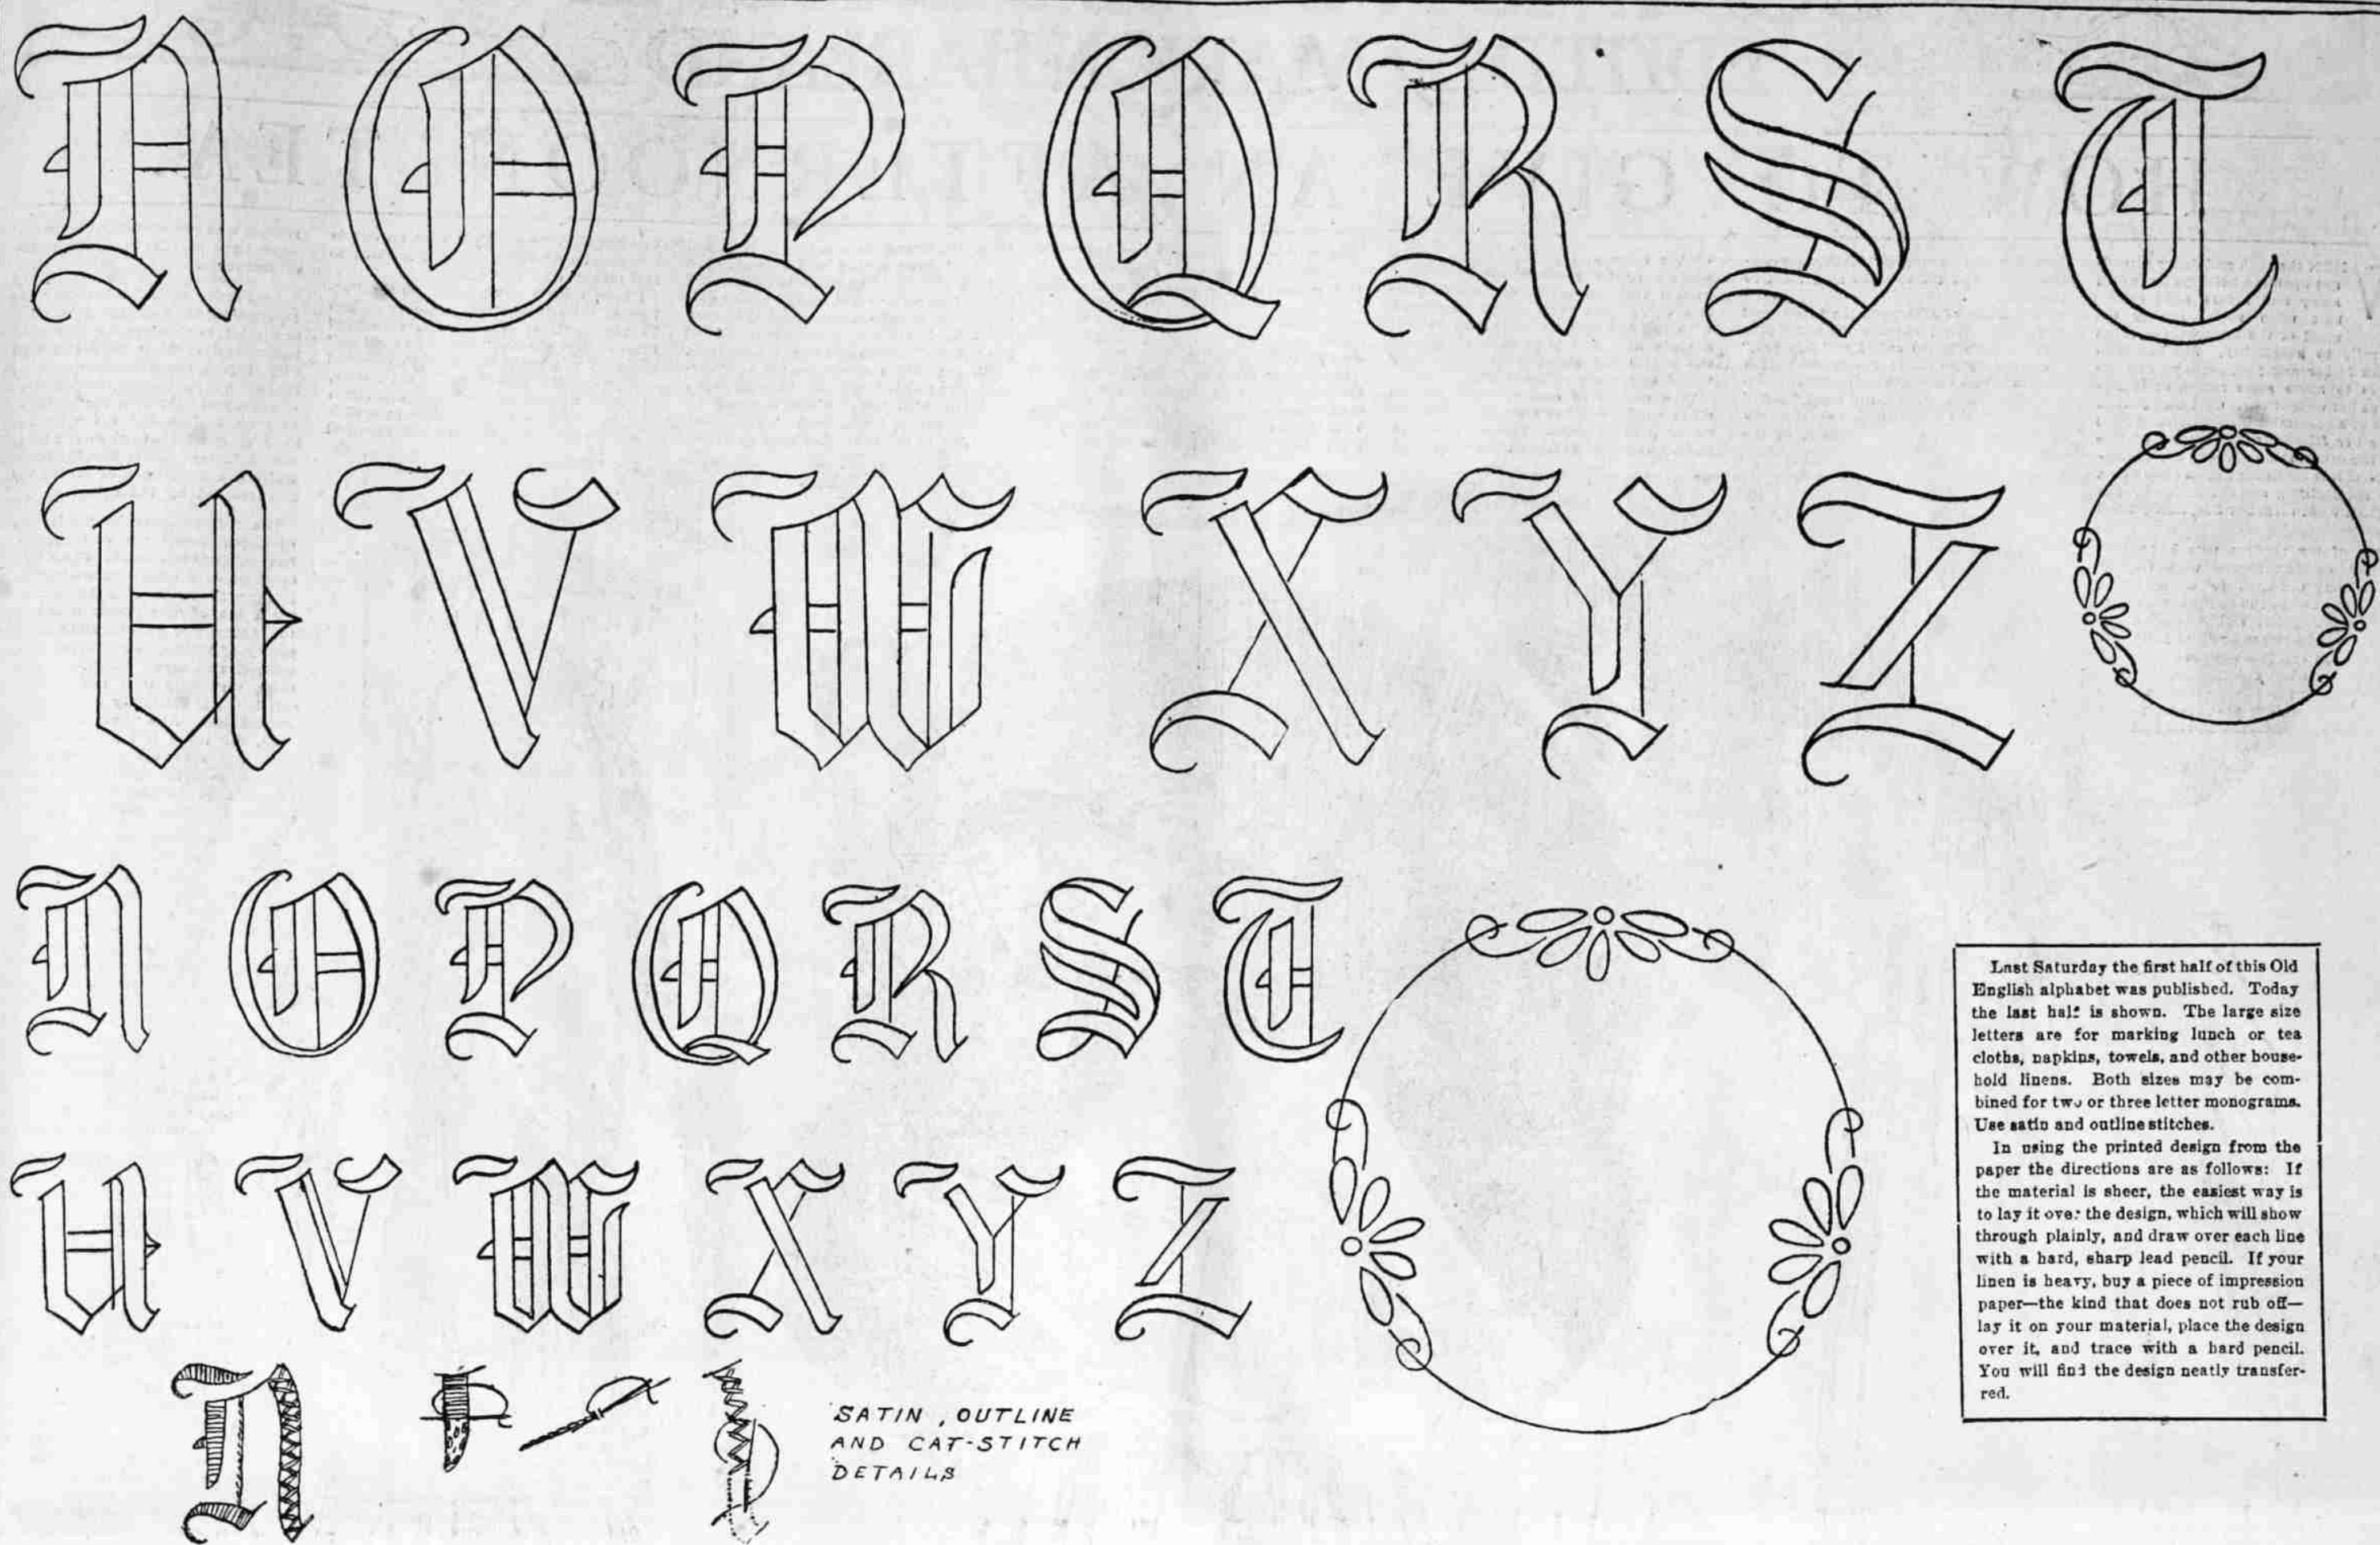 N O P Q R S T
U V W X Y Z
N O P Q R S T
U V W X Y Z
N
SATIN, OUTLINE
AND CAT-STITCH
DETAILS
Last Saturday the first half of this Old
English alphabet was published. Today
the last half is shown. The large size
letters are for marking lunch or tea
cloths, napkins, towels, and other house-
hold linens. Both sizes may be com-
bined for two or three letter monograms.
Use satin and outline stitches.
In using the printed design from the
paper the directions are as follows: If
the material is sheer, the easiest way is
to lay it over the design, which will show
through plainly, and draw over each line
with a hard, sharp lead pencil. If your
linen is heavy, buy a piece of impression
paper—the kind that does not rub off—
lay it on your material, place the design
over it, and trace with a hard pencil.
You will find the design neatly transfer-
red.